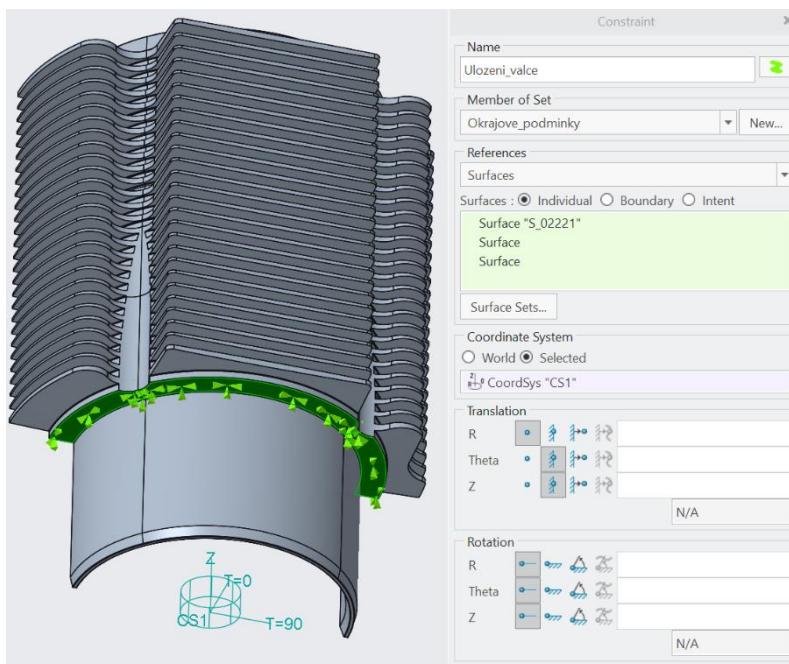 Constraint
Name
Ulozeni_valce
Member of Set
Okrajove_podminky
New...
References
Surfaces
Surfaces : Individual Boundary Intent
Surface "S_02221"
Surface
Surface
Surface Sets...
Coordinate System
World Selected
CoordSys "CS1"
Translation
R
Theta
Z
N/A
Rotation
R
Theta
Z
N/A
Z
T=0
CS1
T=90